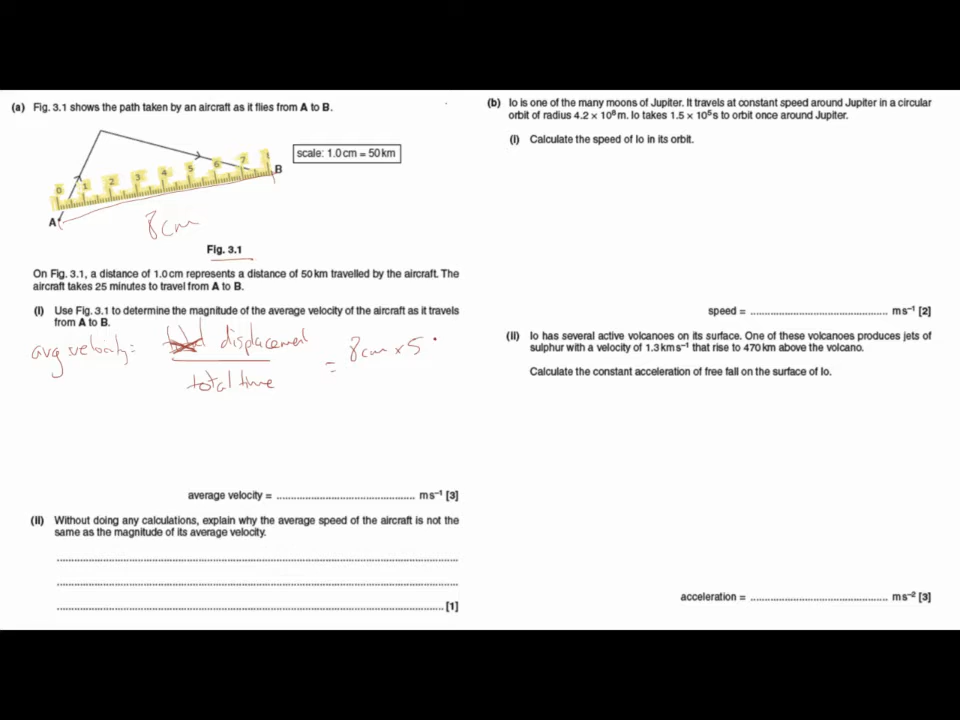 (a) Fig. 3.1 shows the path taken by an aircraft as it flies from A to B.
scale: 1.0 cm = 50 km
0 1 2 3 4 5 6 7
B
A
8cm
Fig. 3.1
On Fig. 3.1, a distance of 1.0 cm represents a distance of 50 km travelled by the aircraft. The
aircraft takes 25 minutes to travel from A to B.
(i) Use Fig. 3.1 to determine the magnitude of the average velocity of the aircraft as it travels
from A to B.
avg velocity = displacement
total time
= 8cm × 5
average velocity = ................................................ m s⁻¹ [3]
(ii) Without doing any calculations, explain why the average speed of the aircraft is not the
same as the magnitude of its average velocity.
[1]
(b) Io is one of the many moons of Jupiter. It travels at constant speed around Jupiter in a circular
orbit of radius 4.2 × 10⁸ m. Io takes 1.5 × 10⁵ s to orbit once around Jupiter.
(i) Calculate the speed of Io in its orbit.
speed = ................................................ m s⁻¹ [2]
(ii) Io has several active volcanoes on its surface. One of these volcanoes produces jets of
sulphur with a velocity of 1.3 km s⁻¹ that rise to 470 km above the volcano.
Calculate the constant acceleration of free fall on the surface of Io.
acceleration = ................................................ m s⁻² [3]